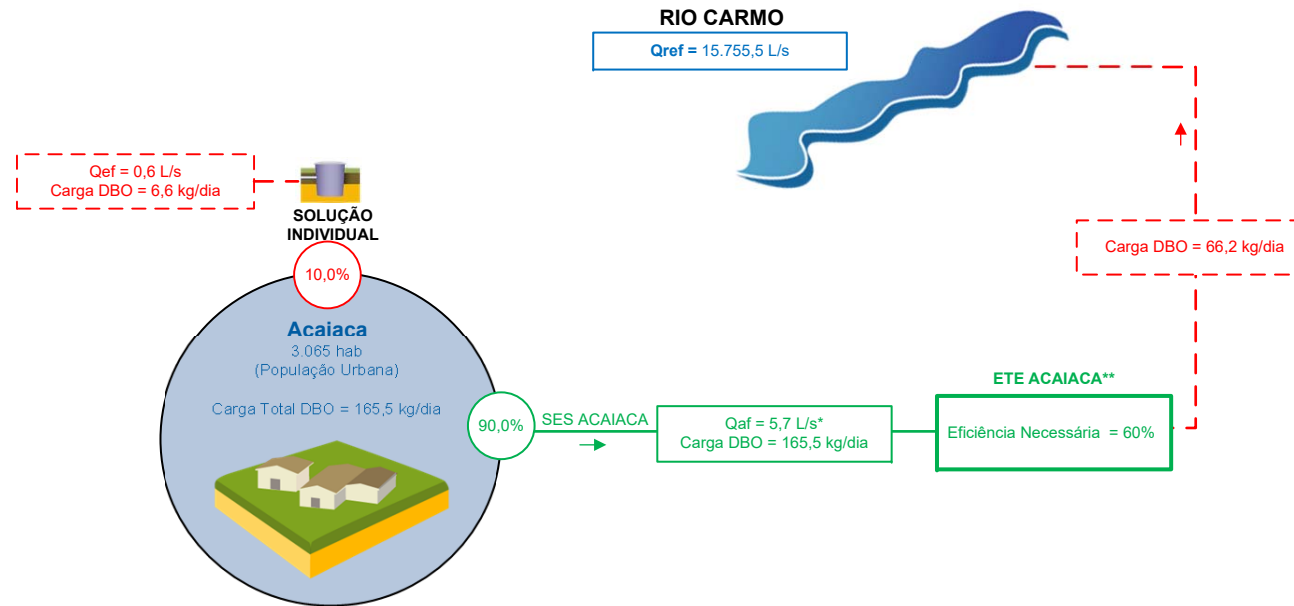 RIO CARMO
Qref = 15.755,5 L/s
Qef = 0,6 L/s
Carga DBO = 6,6 kg/dia
SOLUÇÃO
INDIVIDUAL
10,0%
Acaiaca
3.065 hab
(População Urbana)
Carga Total DBO = 165,5 kg/dia
90,0%
SES ACAIACA
Qaf = 5,7 L/s*
Carga DBO = 165,5 kg/dia
ETE ACAIACA**
Eficiência Necessária = 60%
Carga DBO = 66,2 kg/dia